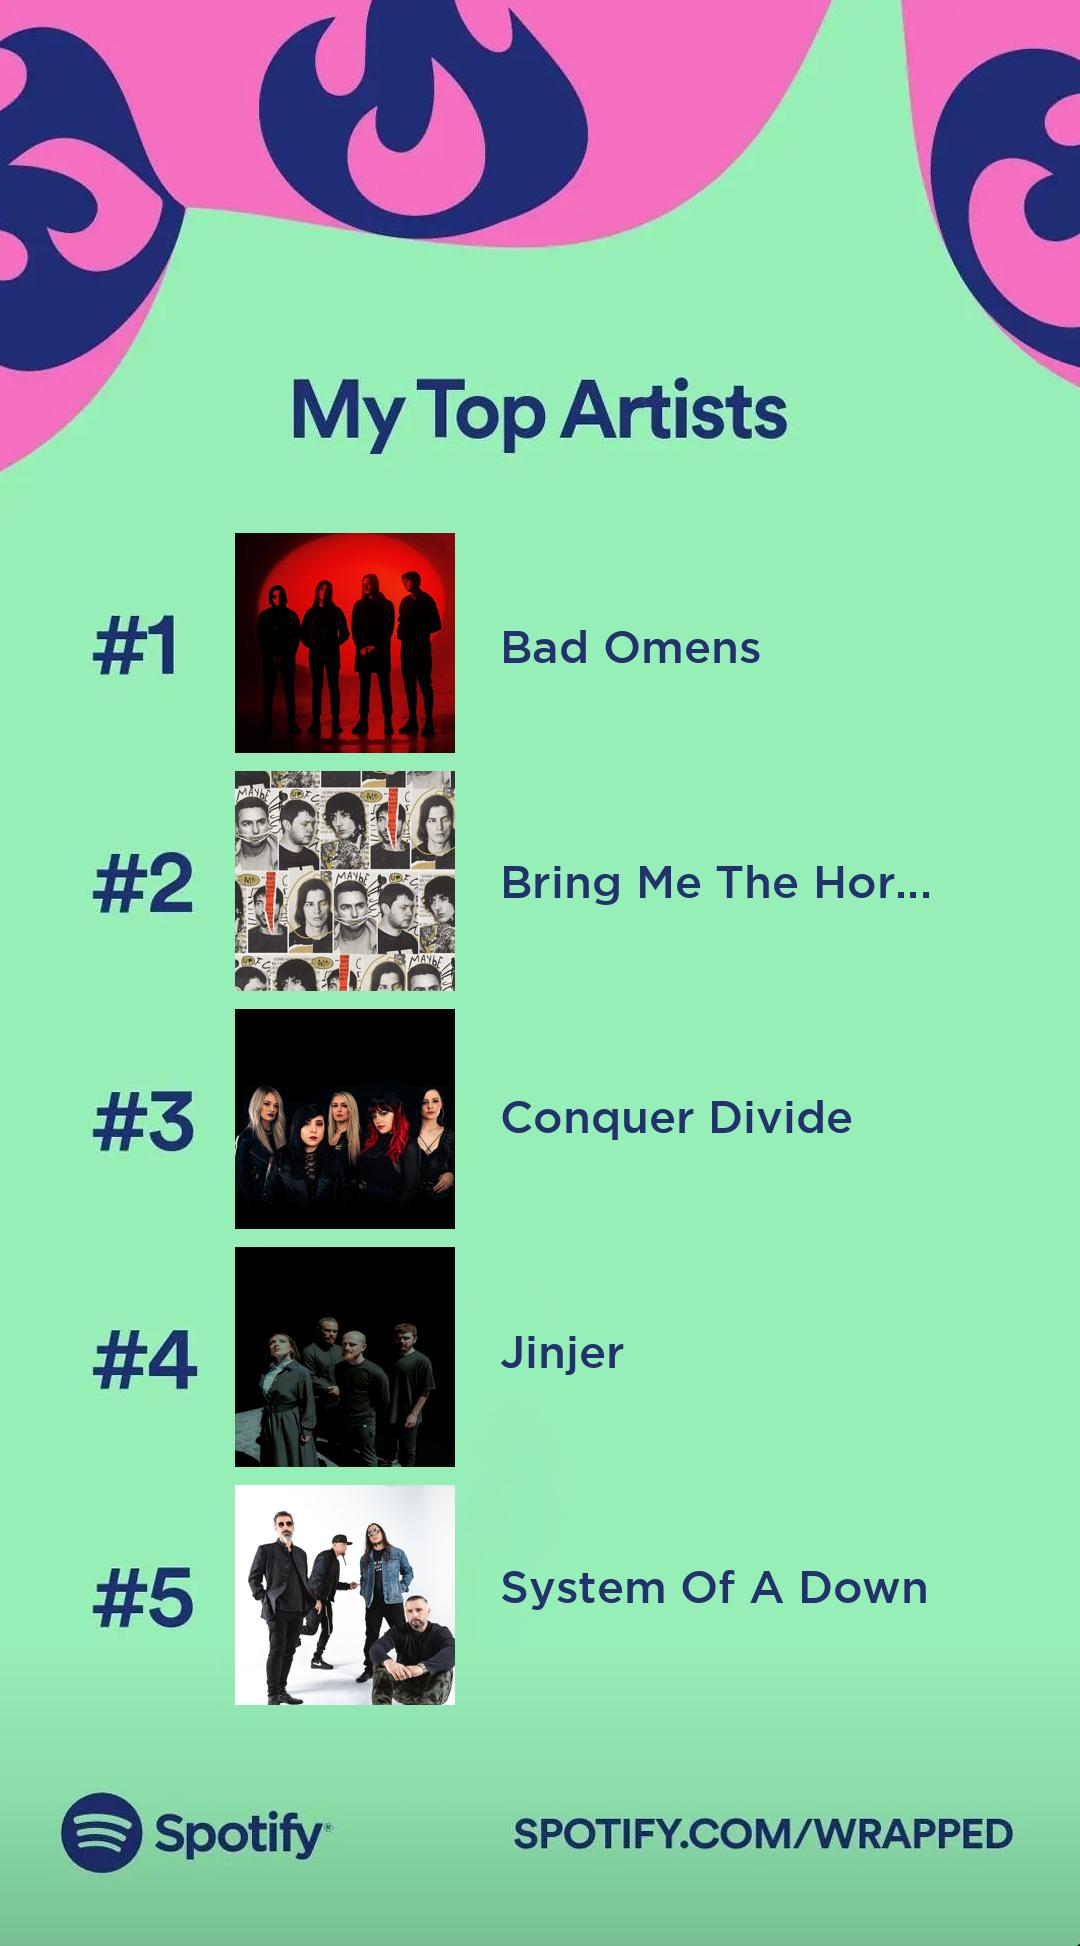 My Top Artists
#1
Bad Omens
#2
Bring Me The Hor...
#3
Conquer Divide
#4
Jinjer
#5
System Of A Down
Spotify®
SPOTIFY.COM/WRAPPED